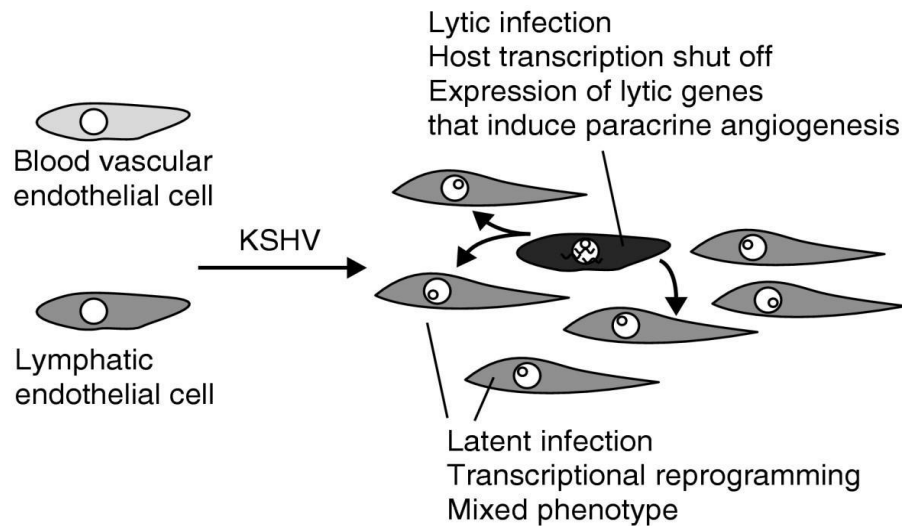 Lytic infection
Host transcription shut off
Expression of lytic genes
that induce paracrine angiogenesis
Blood vascular
endothelial cell
KSHV
Lymphatic
endothelial cell
Latent infection
Transcriptional reprogramming
Mixed phenotype